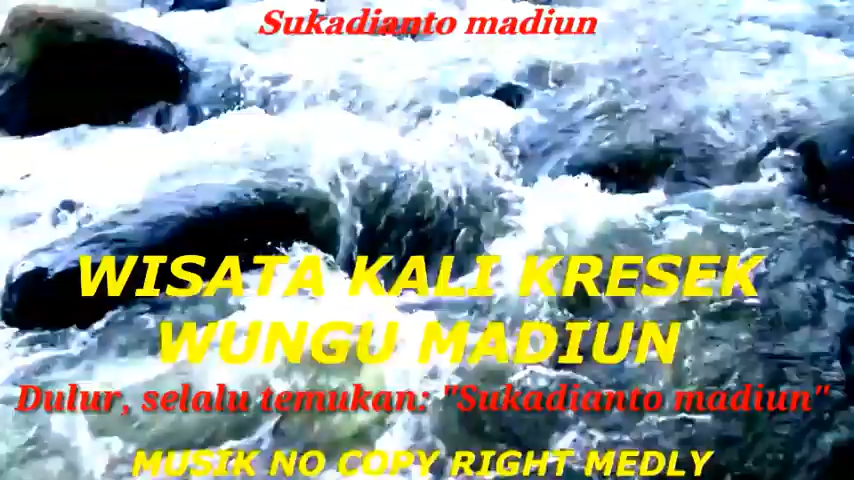 Sukadianto madiun
WISATA KALI KRESEK
WUNGU MADIUN
Dulur, selalu temukan: "Sukadianto madiun"
MUSIK NO COPY RIGHT MEDLY